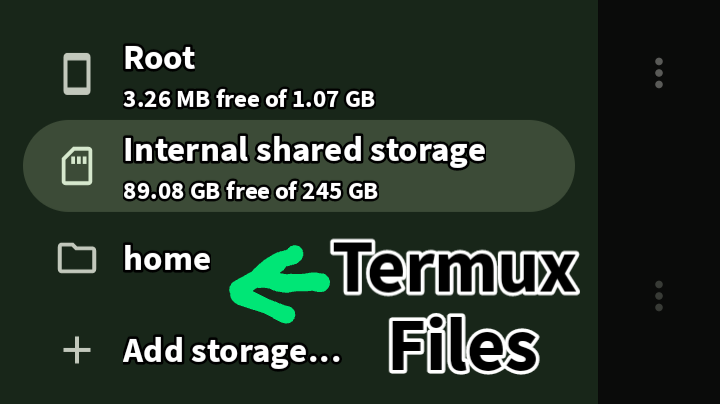 Root
3.26 MB free of 1.07 GB
Internal shared storage
89.08 GB free of 245 GB
home
Termux
Files
Add storage...